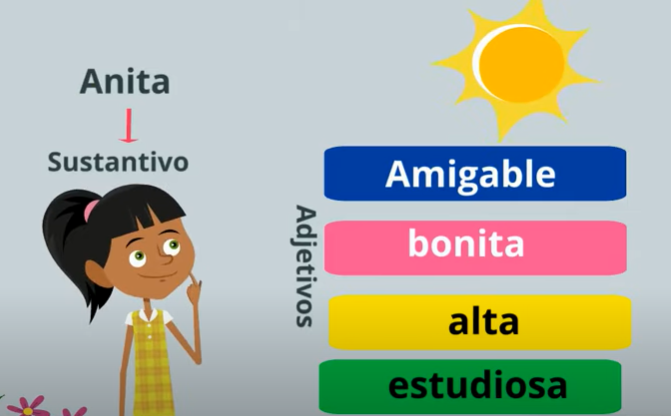 Anita
Sustantivo
Adjetivos
Amigable
bonita
alta
estudiosa